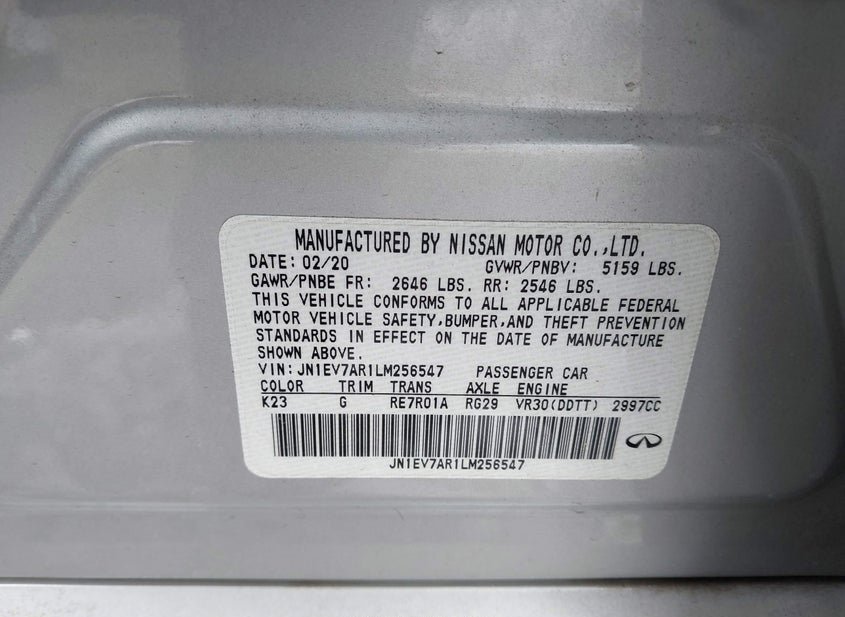 MANUFACTURED BY NISSAN MOTOR CO.,LTD.
DATE: 02/20 GVWR/PNBV: 5159 LBS.
GAWR/PNBE FR: 2646 LBS. RR: 2546 LBS.
THIS VEHICLE CONFORMS TO ALL APPLICABLE FEDERAL
MOTOR VEHICLE SAFETY,BUMPER,AND THEFT PREVENTION
STANDARDS IN EFFECT ON THE DATE OF MANUFACTURE
SHOWN ABOVE.
VIN: JN1EV7AR1LM256547 PASSENGER CAR
COLOR TRIM TRANS AXLE ENGINE
K23 G RE7R01A RG29 VR30(DDTT) 2997CC
JN1EV7AR1LM256547